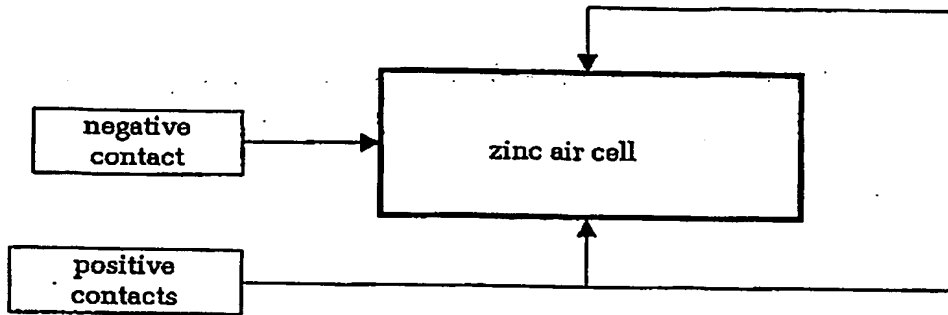 negative
contact
zinc air cell
positive
contacts